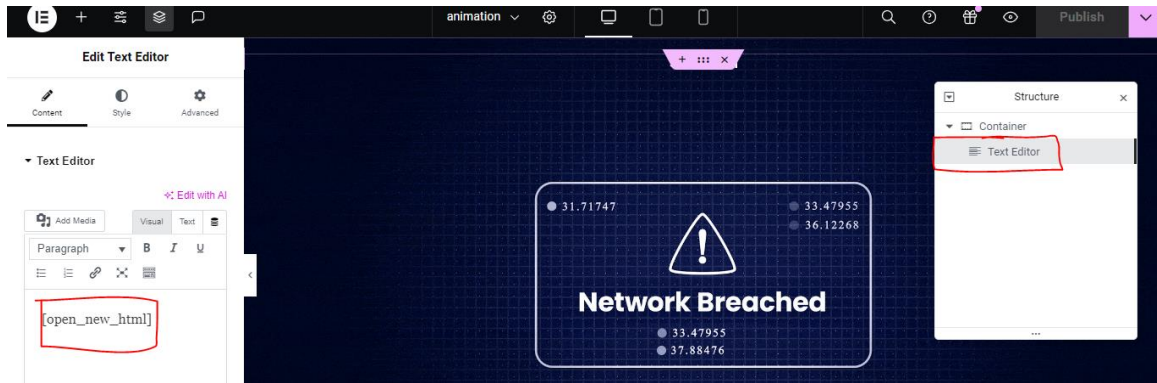 animation
Publish
Edit Text Editor
Content
Style
Advanced
Text Editor
Edit with AI
Add Media
Visual
Text
Paragraph
B I U
[open_new_html]
31.71747
33.47955
36.12268
!
Network Breached
33.47955
37.88476
Structure
Container
Text Editor